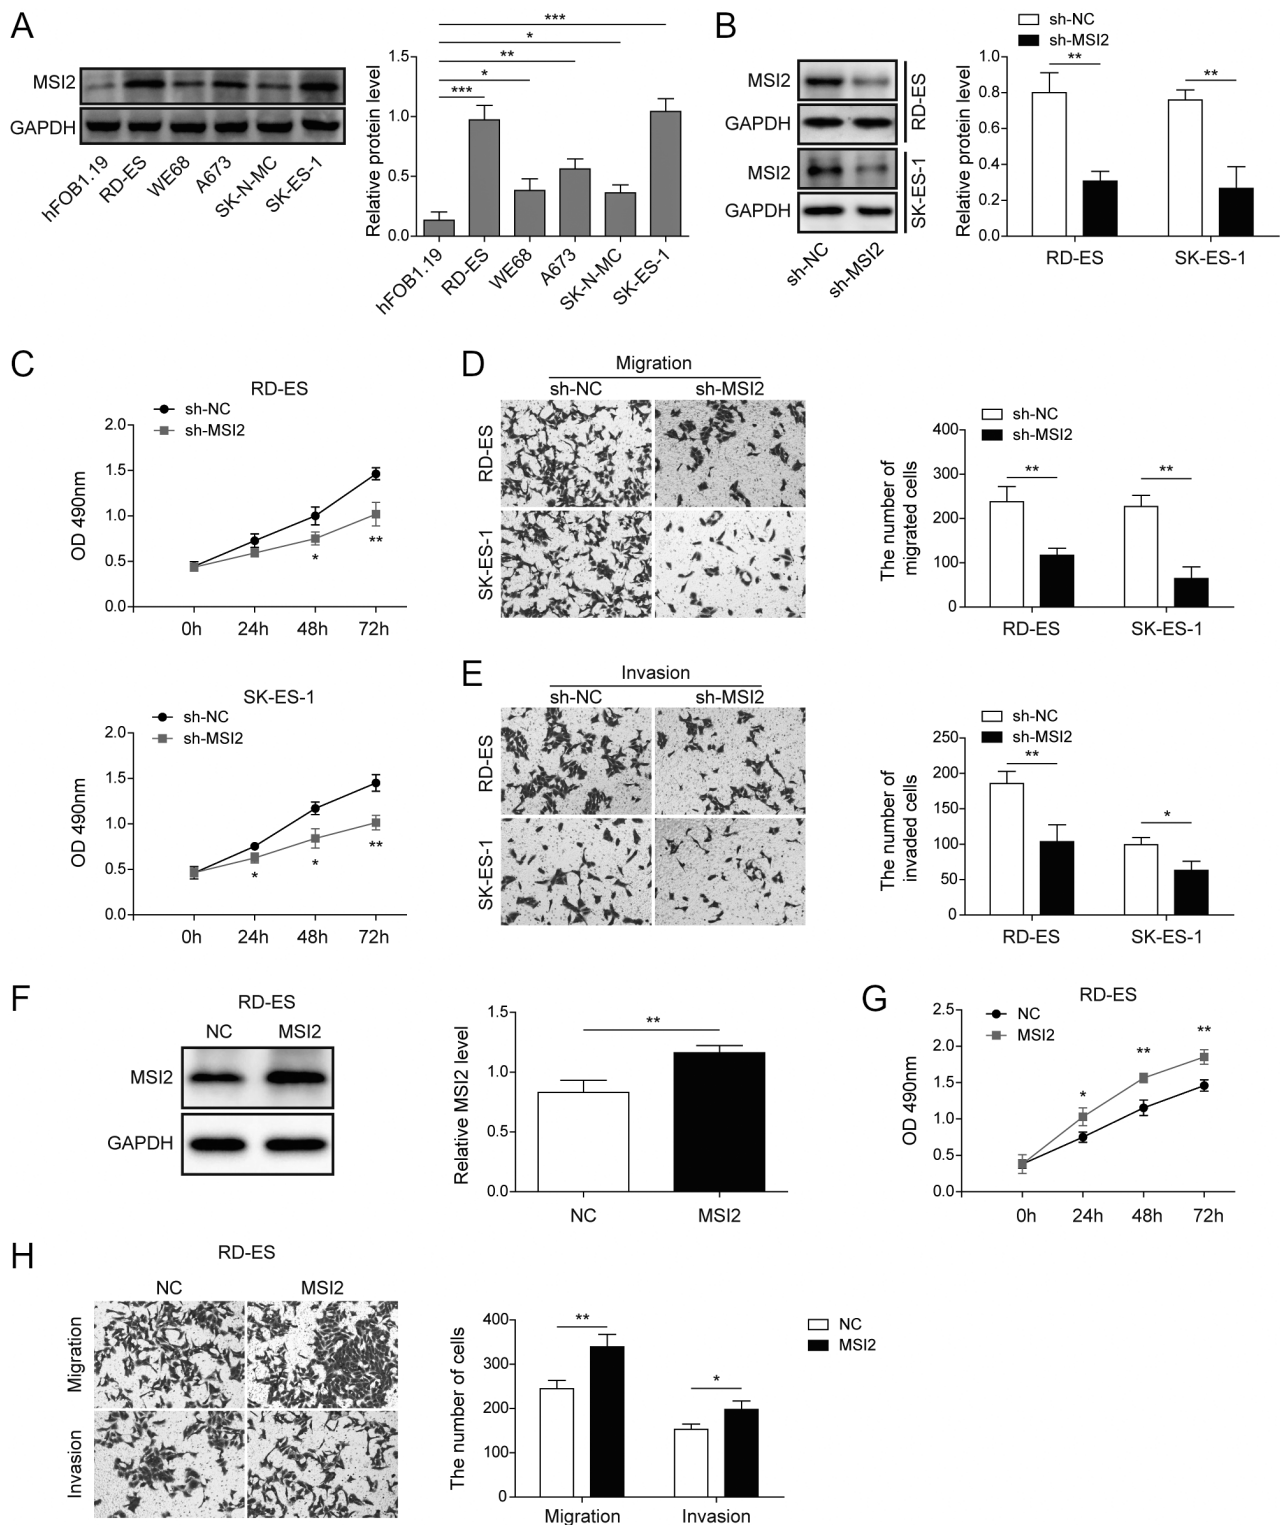 A
MSI2
GAPDH
hFOB1.19
RD-ES
WE68
A673
SK-N-MC
SK-ES-1
Relative protein level
1.5
1.0
0.5
0.0
***
*
**
*
***
hFOB1.19
RD-ES
WE68
A673
SK-N-MC
SK-ES-1
B
MSI2
GAPDH
MSI2
GAPDH
RD-ES
SK-ES-1
sh-NC
sh-MSI2
sh-NC
sh-MSI2
Relative protein level
1.0
0.8
0.6
0.4
0.2
0.0
**
**
RD-ES
SK-ES-1
C
RD-ES
sh-NC
sh-MSI2
OD 490nm
2.0
1.5
1.0
0.5
0.0
*
**
0h 24h 48h 72h
SK-ES-1
sh-NC
sh-MSI2
OD 490nm
2.0
1.5
1.0
0.5
0.0
*
*
**
0h 24h 48h 72h
D
Migration
sh-NC sh-MSI2
RD-ES
SK-ES-1
sh-NC
sh-MSI2
The number of
migrated cells
400
300
200
100
0
**
**
RD-ES SK-ES-1
E
Invasion
sh-NC sh-MSI2
RD-ES
SK-ES-1
sh-NC
sh-MSI2
The number of
invaded cells
250
200
150
100
50
0
**
*
RD-ES SK-ES-1
F
RD-ES
NC MSI2
MSI2
GAPDH
Relative MSI2 level
1.5
1.0
0.5
0.0
**
NC MSI2
G
RD-ES
NC
MSI2
OD 490nm
2.5
2.0
1.5
1.0
0.5
0.0
*
**
**
0h 24h 48h 72h
H
RD-ES
NC MSI2
Migration
Invasion
The number of cells
400
300
200
100
0
**
*
Migration Invasion
NC
MSI2